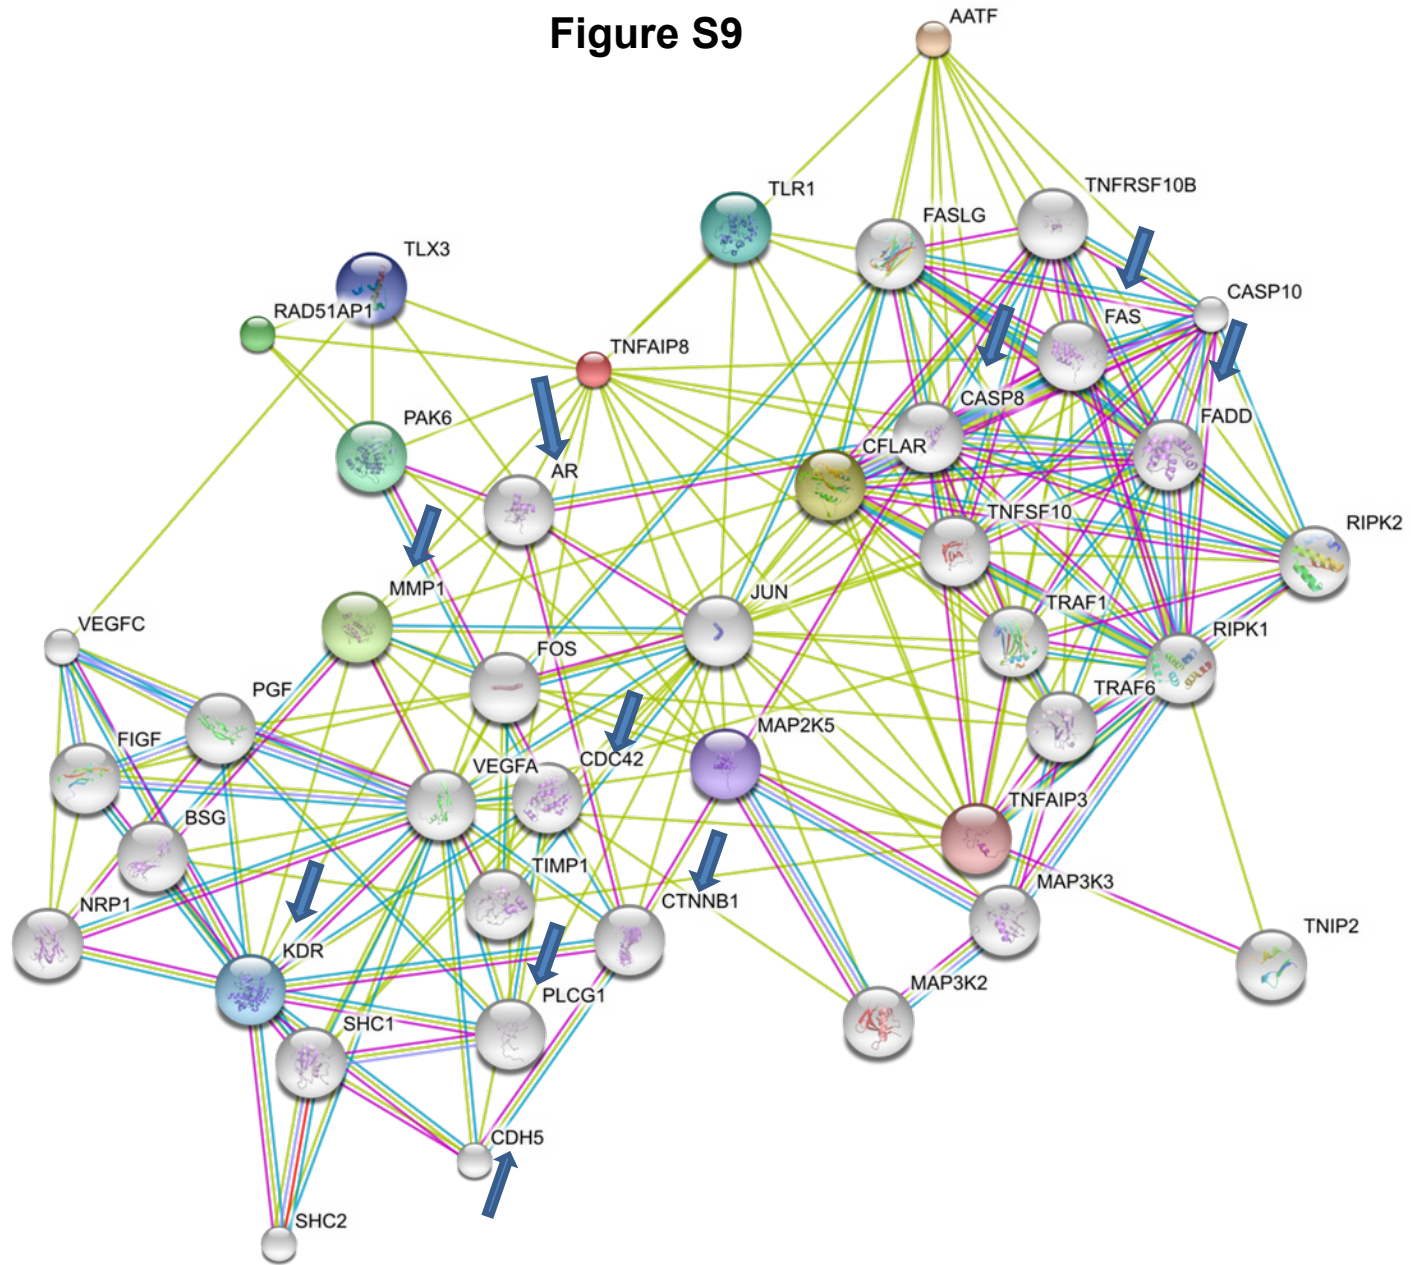 Figure S9
AATF
TLR1
TNFRSF10B
FASLG
TLX3
CASP10
RAD51AP1
FAS
TNFAIP8
CASP8
PAK6
FADD
CFLAR
AR
TNFSF10
RIPK2
MMP1
JUN
TRAF1
VEGFC
RIPK1
FOS
PGF
TRAF6
MAP2K5
FIGF
CDC42
VEGFA
TNFAIP3
BSG
TIMP1
MAP3K3
NRP1
CTNNB1
TNIP2
KDR
MAP3K2
PLCG1
SHC1
CDH5
SHC2